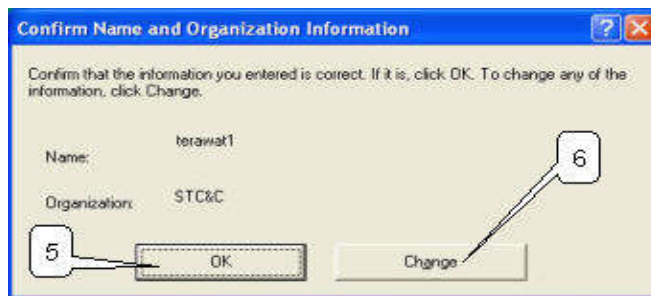 Confirm Name and Organization Information
Confirm that the information you entered is correct. If it is, click OK. To change any of the
information, click Change.
Name: terawat1
6
Organization: STC&C
5
OK Change